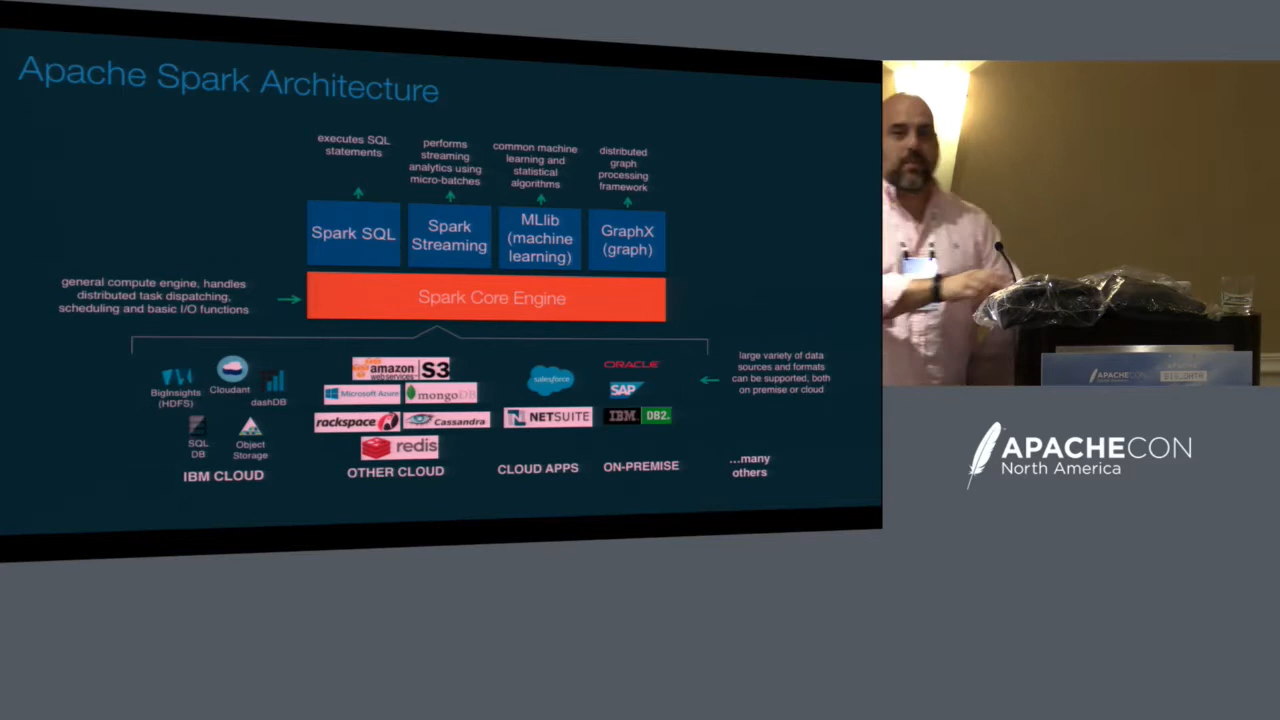 Apache Spark Architecture
executes SQL
statements
performs
streaming
analytics using
micro-batches
common machine
learning and
statistical
algorithms
distributed
graph
processing
framework
Spark SQL
Spark
Streaming
MLlib
(machine
learning)
GraphX
(graph)
general compute engine, handles
distributed task dispatching,
scheduling and basic I/O functions
Spark Core Engine
BigInsights
(HDFS)
Cloudant
dashDB
SQL
DB
Object
Storage
IBM CLOUD
amazon
webservices
S3
Microsoft Azure
mongoDB
rackspace
Cassandra
redis
OTHER CLOUD
salesforce
NETSUITE
CLOUD APPS
ORACLE
SAP
IBM DB2.
ON-PREMISE
large variety of data
sources and formats
can be supported, both
on premise or cloud
...many
others
APACHECON
APACHECON
North America